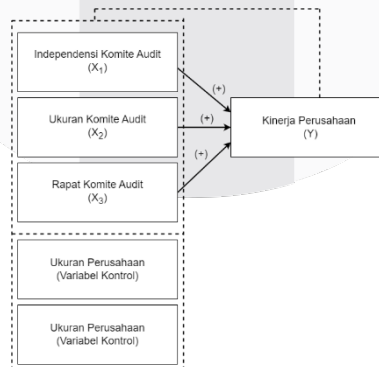 Independensi Komite Audit
(X₁)
(+)
Ukuran Komite Audit
(X₂)
(+)
Kinerja Perusahaan
(Y)
(+)
Rapat Komite Audit
(X₃)
Ukuran Perusahaan
(Variabel Kontrol)
Ukuran Perusahaan
(Variabel Kontrol)